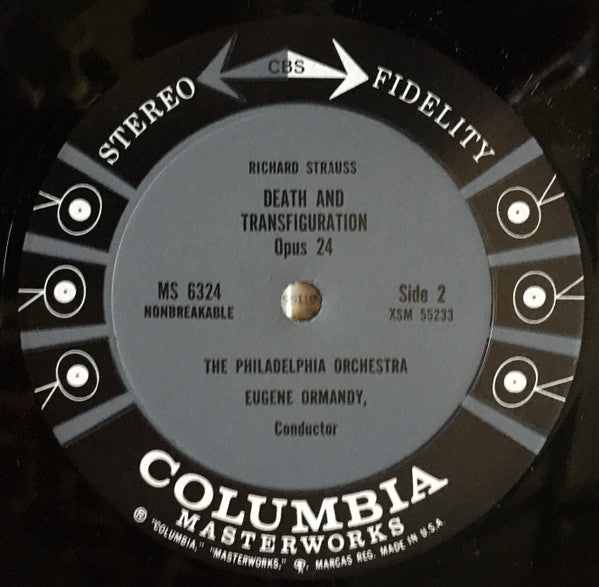 CBS
STEREO FIDELITY
RICHARD STRAUSS
DEATH AND
TRANSFIGURATION
Opus 24
MS 6324
NONBREAKABLE
Side 2
XSM 55233
THE PHILADELPHIA ORCHESTRA
EUGENE ORMANDY,
Conductor
COLUMBIA
MASTERWORKS
® "COLUMBIA," "MASTERWORKS," MARCAS REG. MADE IN U.S.A.